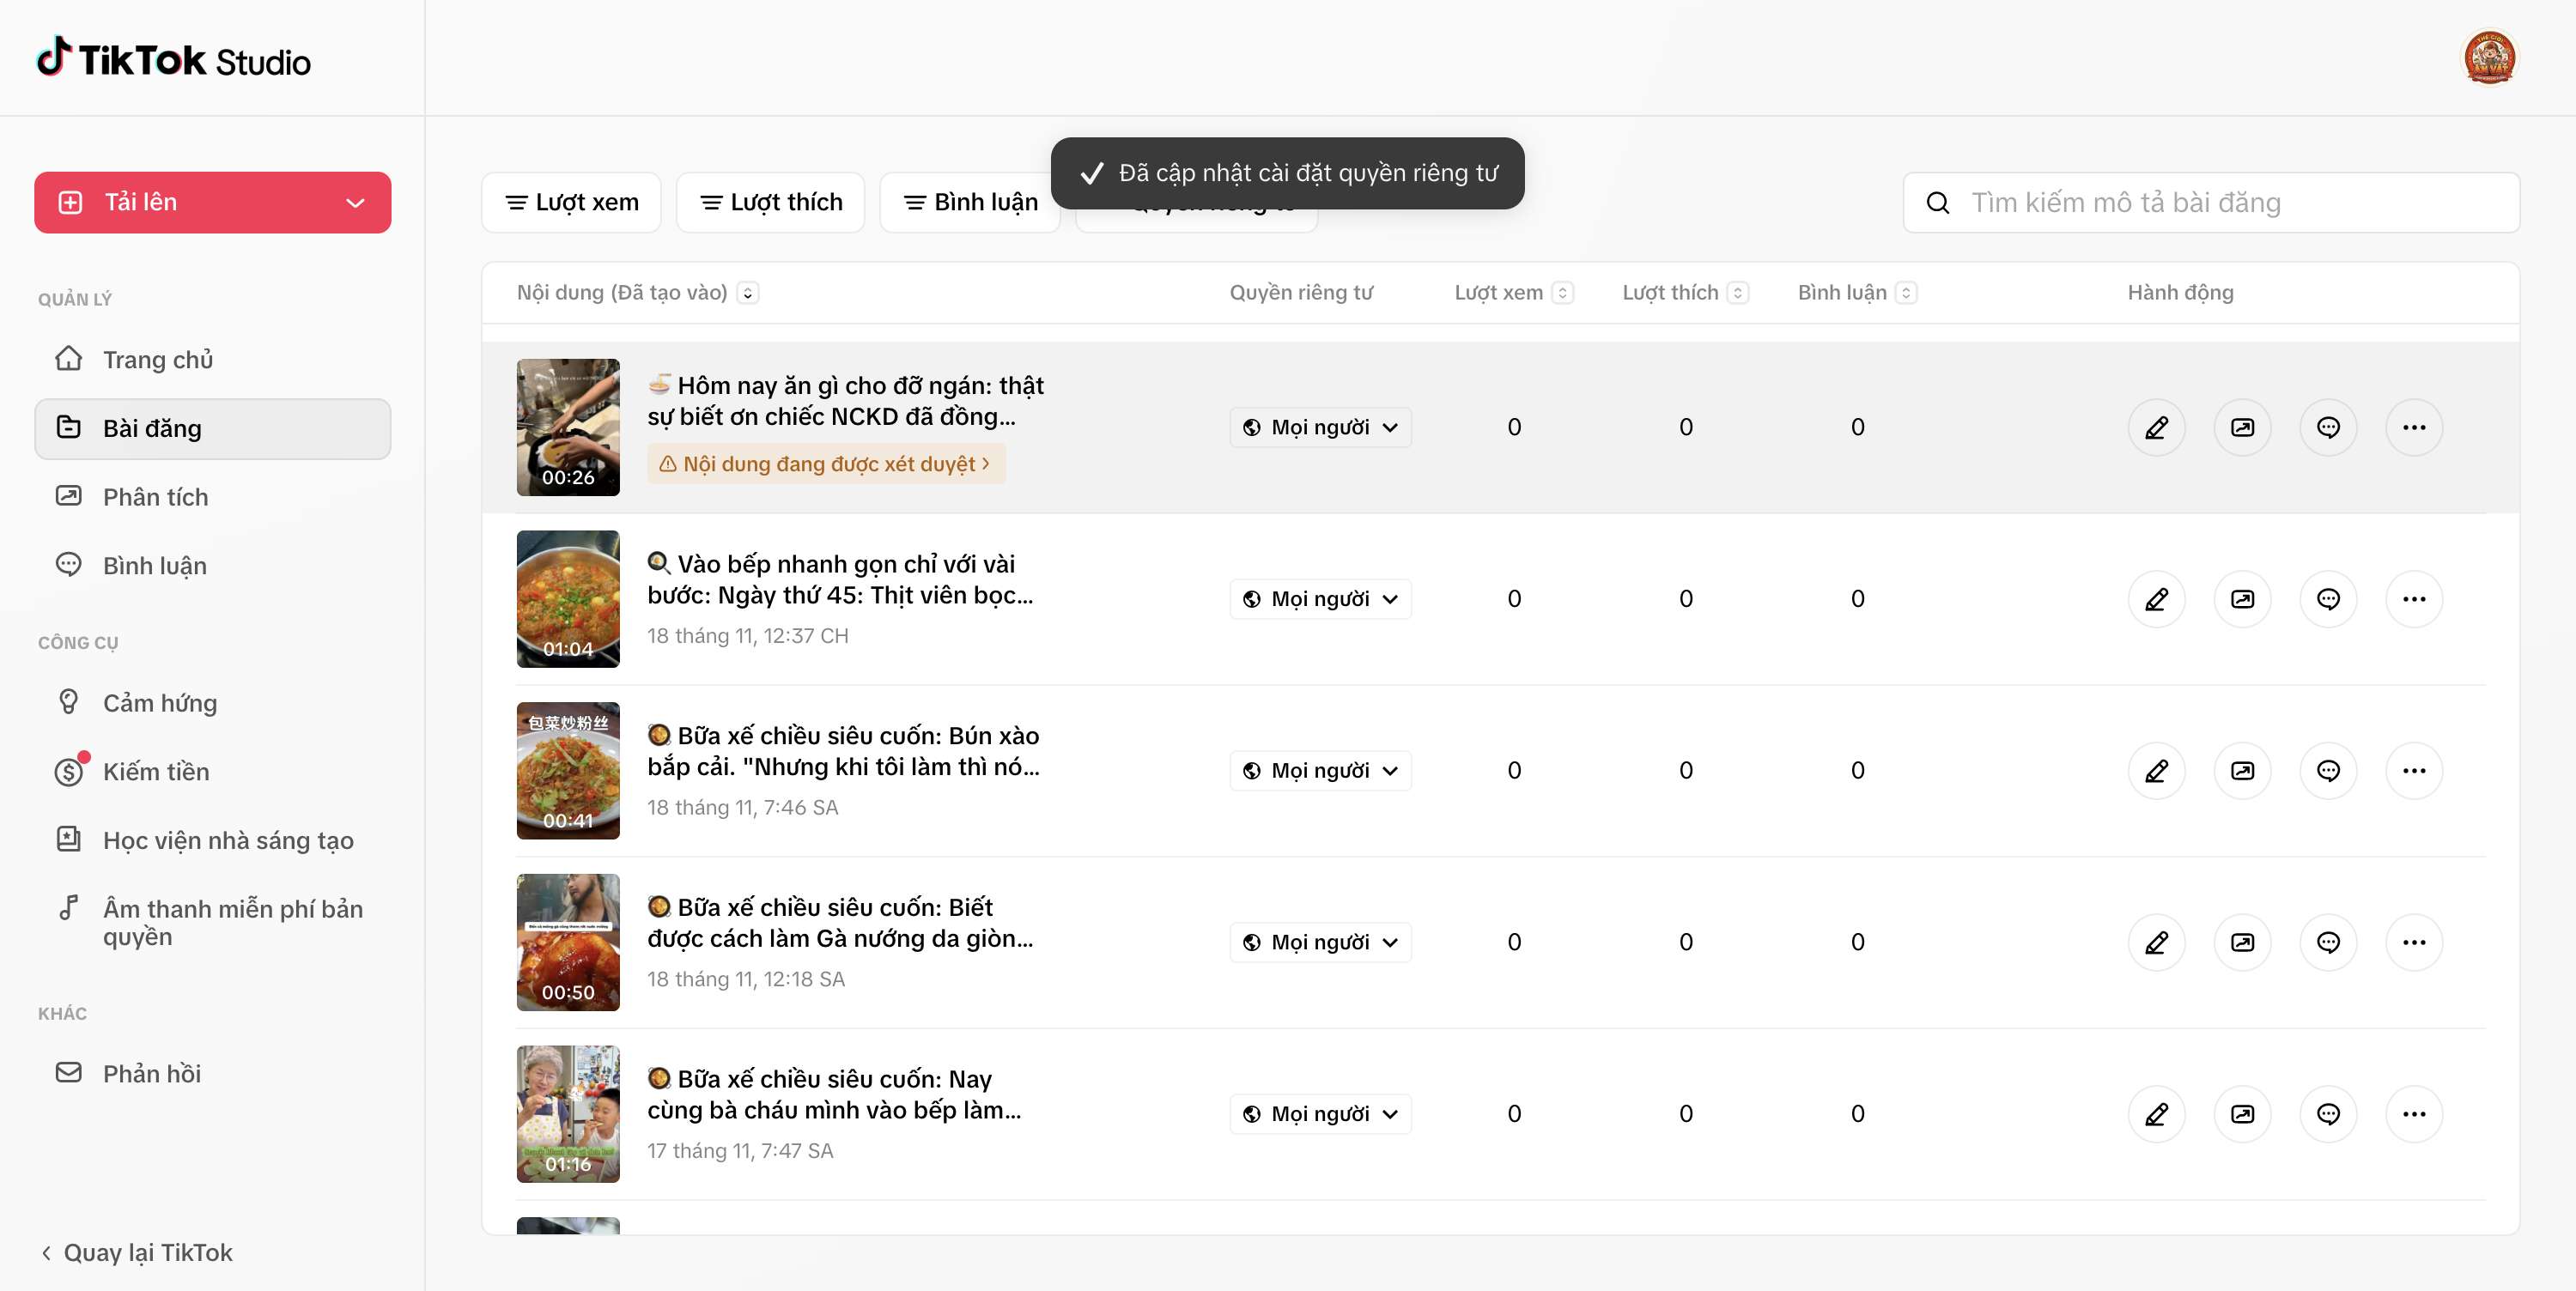 TikTok Studio
Đã cập nhật cài đặt quyền riêng tư
Tải lên
Lượt xem
Lượt thích
Bình luận
Tìm kiếm mô tả bài đăng
QUẢN LÝ
Trang chủ
Bài đăng
Phân tích
Bình luận
CÔNG CỤ
Cảm hứng
Kiếm tiền
Học viện nhà sáng tạo
Âm thanh miễn phí bản
quyền
KHÁC
Phản hồi
Quay lại TikTok
Nội dung (Đã tạo vào) Quyền riêng tư Lượt xem Lượt thích Bình luận Hành động
00:26
Hôm nay ăn gì cho đỡ ngán: thật
sự biết ơn chiếc NCKD đã đồng...
Nội dung đang được xét duyệt
Mọi người 0 0 0
01:04
Vào bếp nhanh gọn chỉ với vài
bước: Ngày thứ 45: Thịt viên bọc...
18 tháng 11, 12:37 CH
Mọi người 0 0 0
包菜炒粉丝
00:41
Bữa xế chiều siêu cuốn: Bún xào
bắp cải. "Nhưng khi tôi làm thì nó...
18 tháng 11, 7:46 SA
Mọi người 0 0 0
00:50
Bữa xế chiều siêu cuốn: Biết
được cách làm Gà nướng da giòn...
18 tháng 11, 12:18 SA
Mọi người 0 0 0
01:16
Bữa xế chiều siêu cuốn: Nay
cùng bà cháu mình vào bếp làm...
17 tháng 11, 7:47 SA
Mọi người 0 0 0